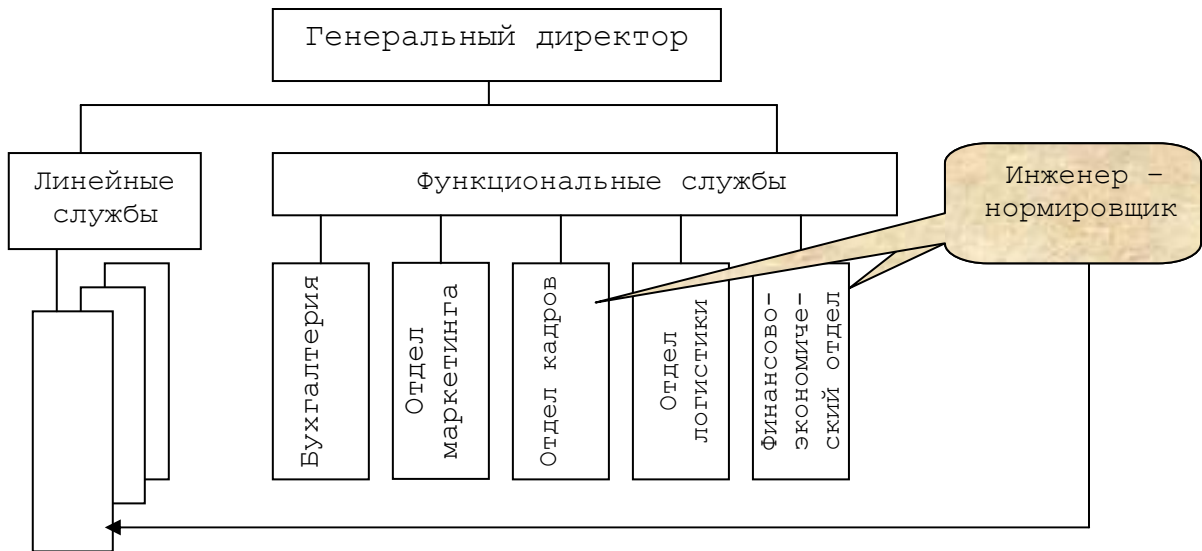 Генеральный директор
Линейные
службы
Функциональные службы
Инженер –
нормировщик
Бухгалтерия
Отдел
маркетинга
Отдел кадров
Отдел
логистики
Финансово-
экономиче-
ский отдел